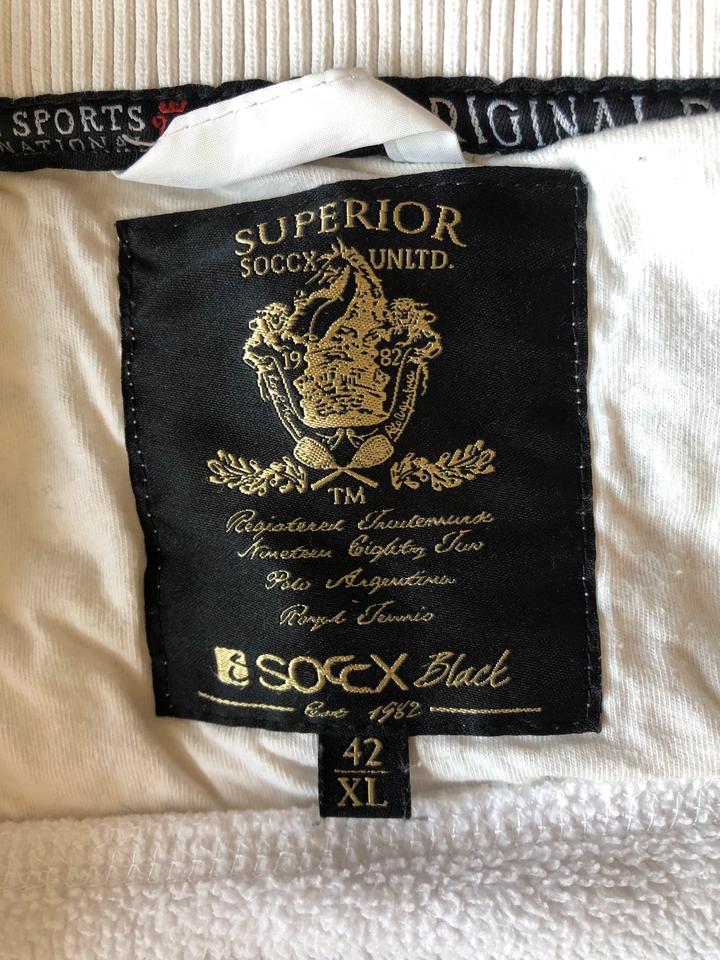 SPORTS
RIGINAL
NATIONA
SUPERIOR
SOCCX UNLTD.
19 82
TM
Registered Trademark
Nineteen Eighty Two
Polo Argentina
Royal Tennis
SOCCX Black
Est 1982
42
XL